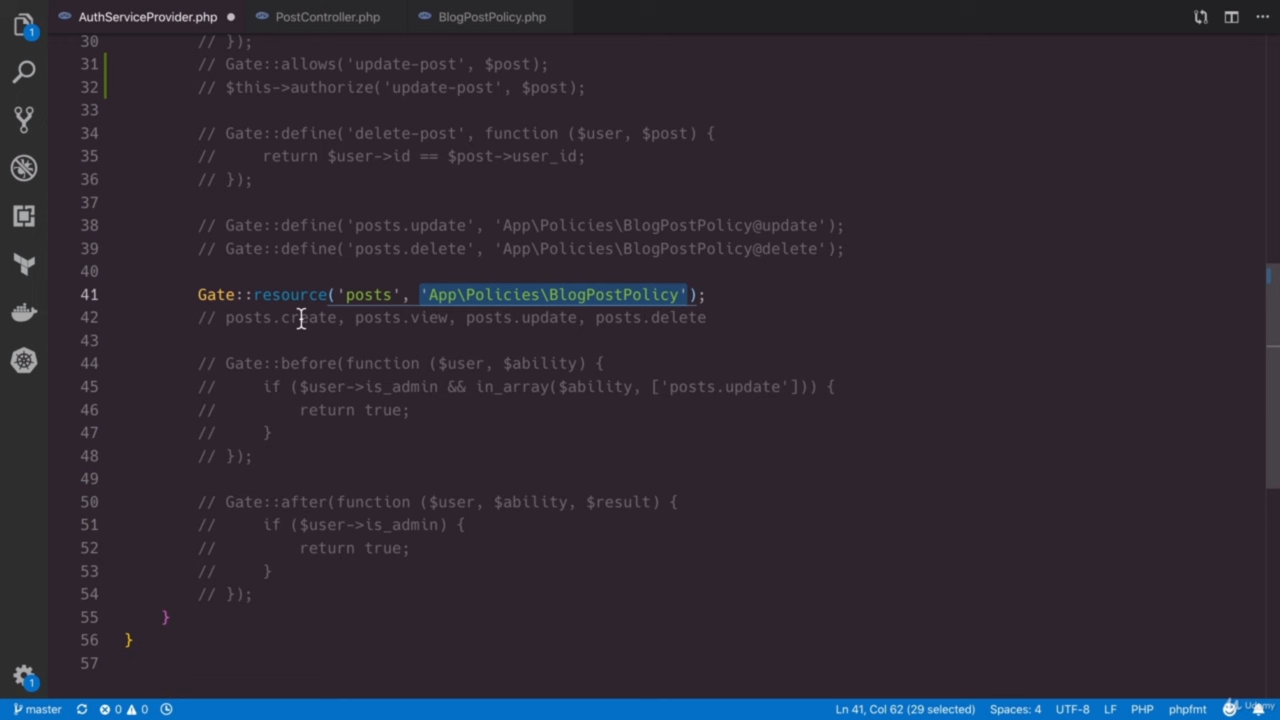 AuthServiceProvider.php PostController.php BlogPostPolicy.php
30 // });
31 // Gate::allows('update-post', $post);
32 // $this->authorize('update-post', $post);
33
34 // Gate::define('delete-post', function ($user, $post) {
35 //     return $user->id == $post->user_id;
36 // });
37
38 // Gate::define('posts.update', 'App\Policies\BlogPostPolicy@update');
39 // Gate::define('posts.delete', 'App\Policies\BlogPostPolicy@delete');
40
41 Gate::resource('posts', 'App\Policies\BlogPostPolicy');
42 // posts.create, posts.view, posts.update, posts.delete
43
44 // Gate::before(function ($user, $ability) {
45 //     if ($user->is_admin && in_array($ability, ['posts.update'])) {
46 //         return true;
47 //     }
48 // });
49
50 // Gate::after(function ($user, $ability, $result) {
51 //     if ($user->is_admin) {
52 //         return true;
53 //     }
54 // });
55 }
56 }
57
1
1
master 0 0 Ln 41, Col 62 (29 selected) Spaces: 4 UTF-8 LF PHP phpfmt Udemy